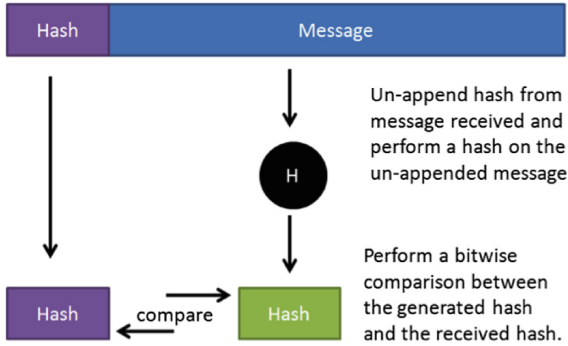 Hash Message
Un-append hash from
message received and
perform a hash on the
un-appended message
H
Perform a bitwise
comparison between
the generated hash
and the received hash.
Hash compare Hash